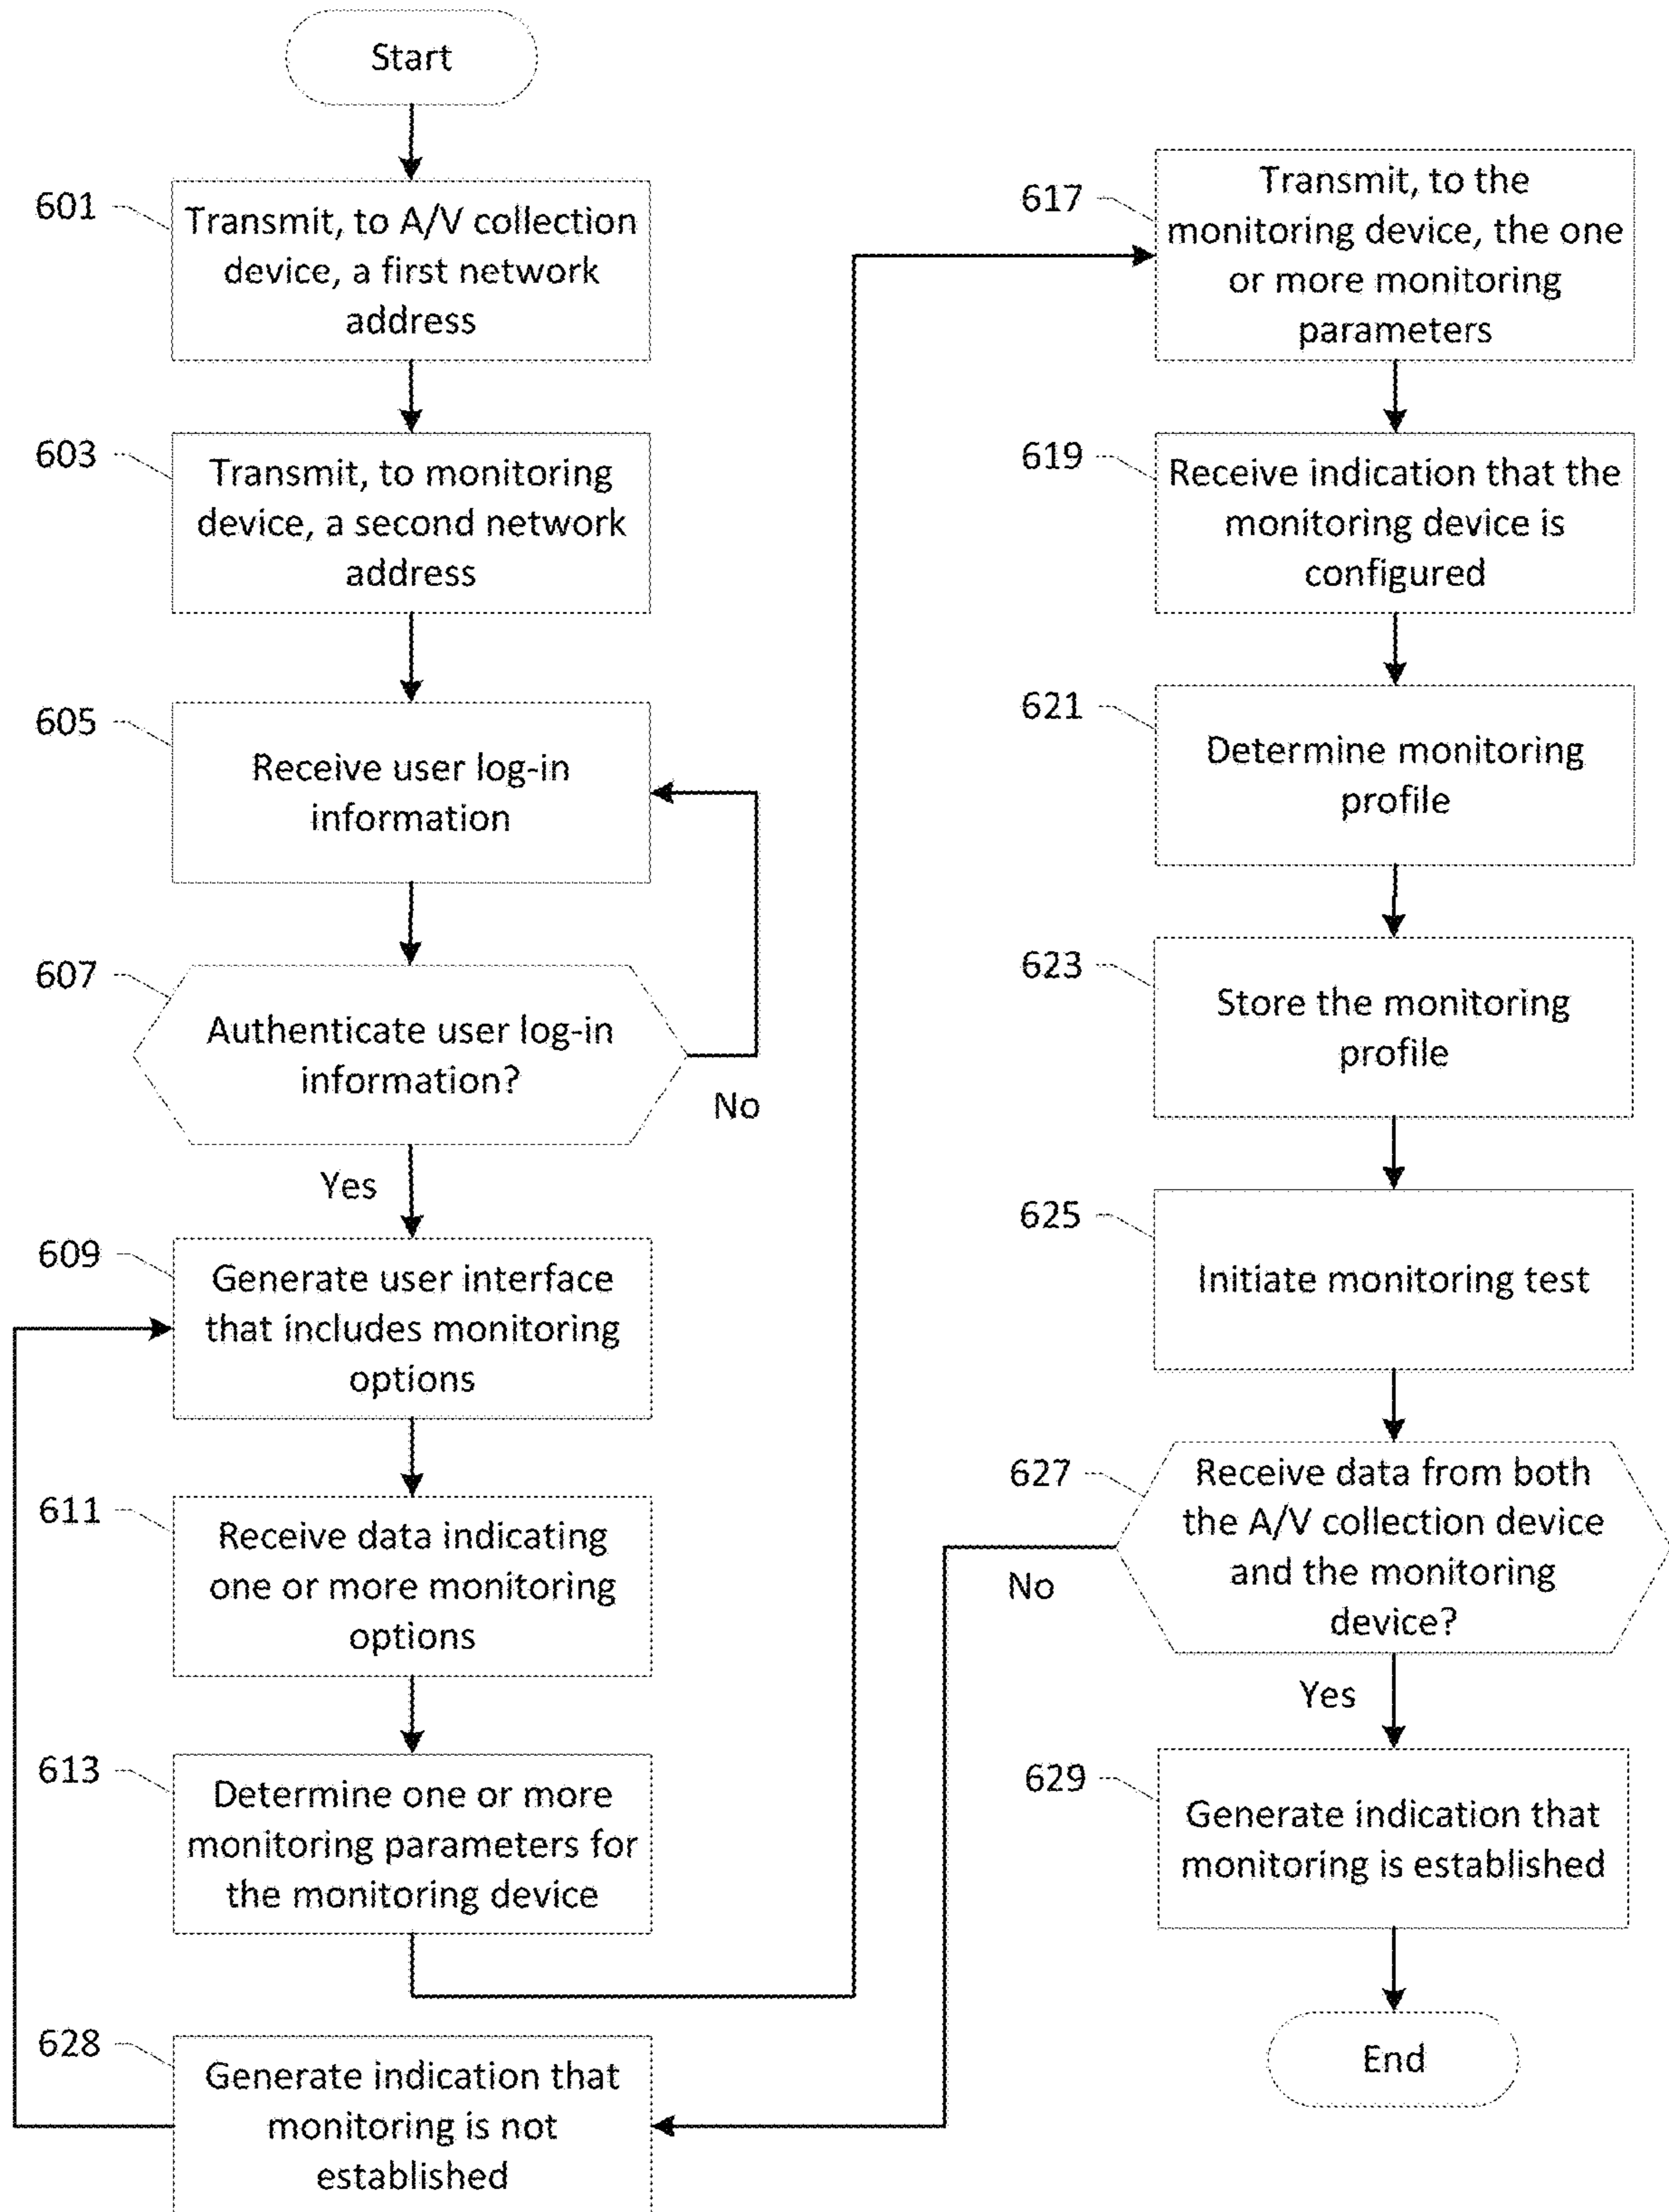 Start
601
Transmit, to A/V collection
device, a first network
address
603
Transmit, to monitoring
device, a second network
address
605
Receive user log-in
information
607
Authenticate user log-in
information?
No
Yes
609
Generate user interface
that includes monitoring
options
611
Receive data indicating
one or more monitoring
options
613
Determine one or more
monitoring parameters for
the monitoring device
628
Generate indication that
monitoring is not
established
617
Transmit, to the
monitoring device, the one
or more monitoring
parameters
619
Receive indication that the
monitoring device is
configured
621
Determine monitoring
profile
623
Store the monitoring
profile
625
Initiate monitoring test
627
Receive data from both
the A/V collection device
and the monitoring
device?
No
Yes
629
Generate indication that
monitoring is established
End